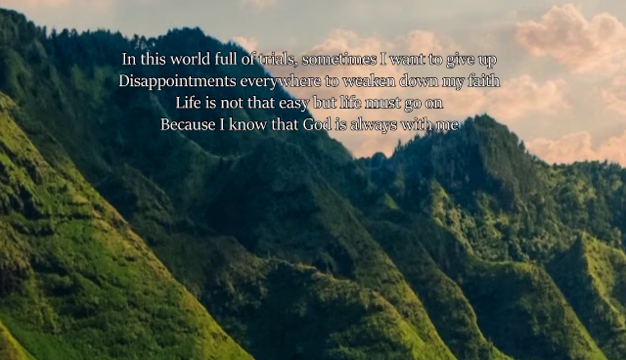 In this world full of trials, sometimes I want to give up
Disappointments everywhere to weaken down my faith
Life is not that easy but life must go on
Because I know that God is always with me